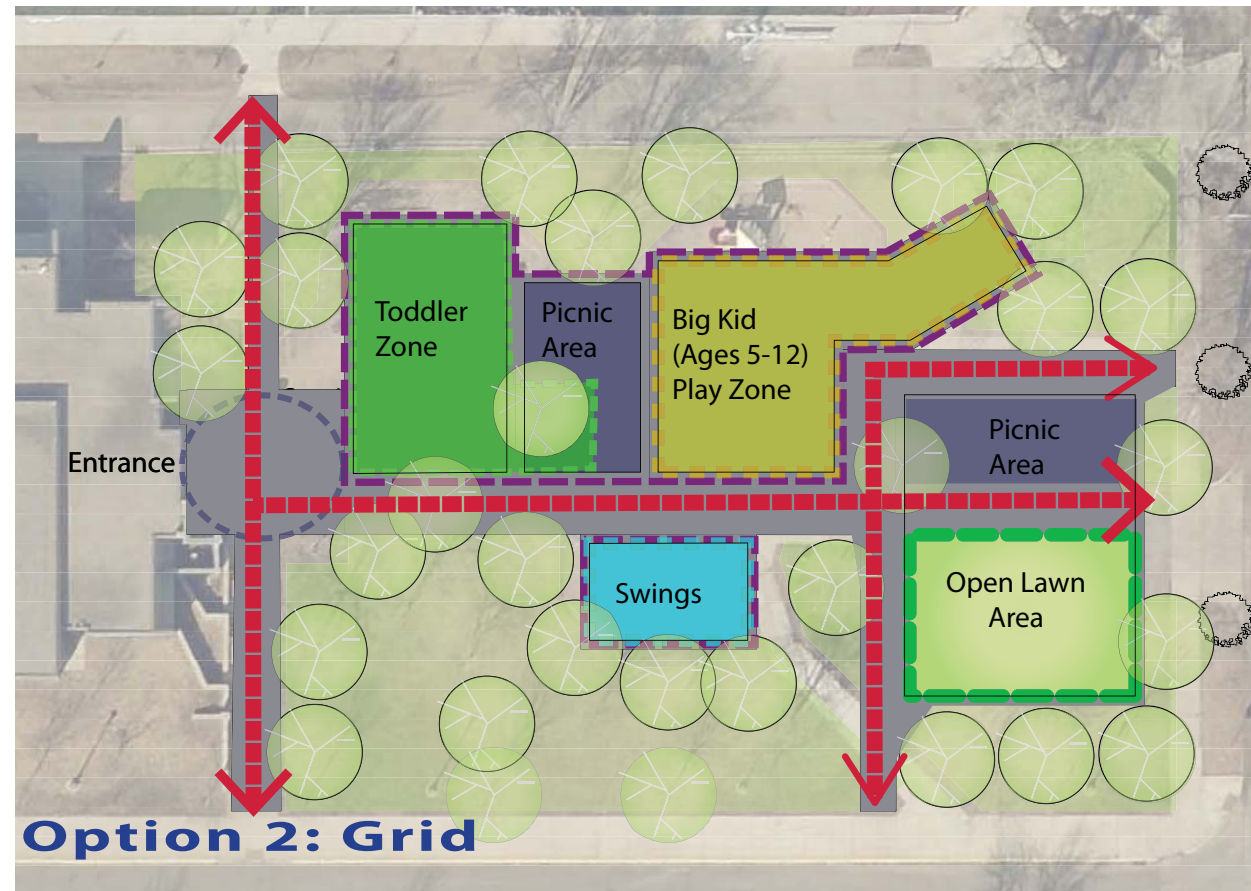 Toddler
Zone
Picnic
Area
Big Kid
(Ages 5-12)
Play Zone
Picnic
Area
Entrance
Swings
Open Lawn
Area
Option 2: Grid